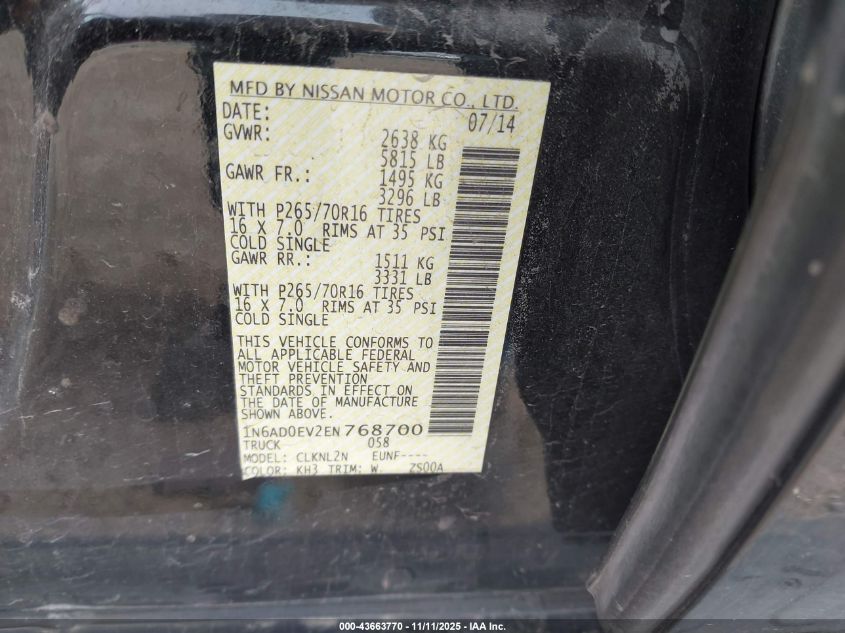 MFD BY NISSAN MOTOR CO., LTD.
DATE: 07/14
GVWR: 2638 KG
5815 LB
GAWR FR.: 1495 KG
3296 LB
WITH P265/70R16 TIRES
16 X 7.0 RIMS AT 35 PSI
COLD SINGLE
GAWR RR.: 1511 KG
3331 LB
WITH P265/70R16 TIRES
16 X 7.0 RIMS AT 35 PSI
COLD SINGLE
THIS VEHICLE CONFORMS TO
ALL APPLICABLE FEDERAL
MOTOR VEHICLE SAFETY AND
THEFT PREVENTION
STANDARDS IN EFFECT ON
THE DATE OF MANUFACTURE
SHOWN ABOVE.
1N6AD0EV2EN768700
TRUCK 058
MODEL: CLKNL2N EUNF----
COLOR: KH3 TRIM: W. ZS00A
000-43663770 - 11/11/2025 - IAA Inc.